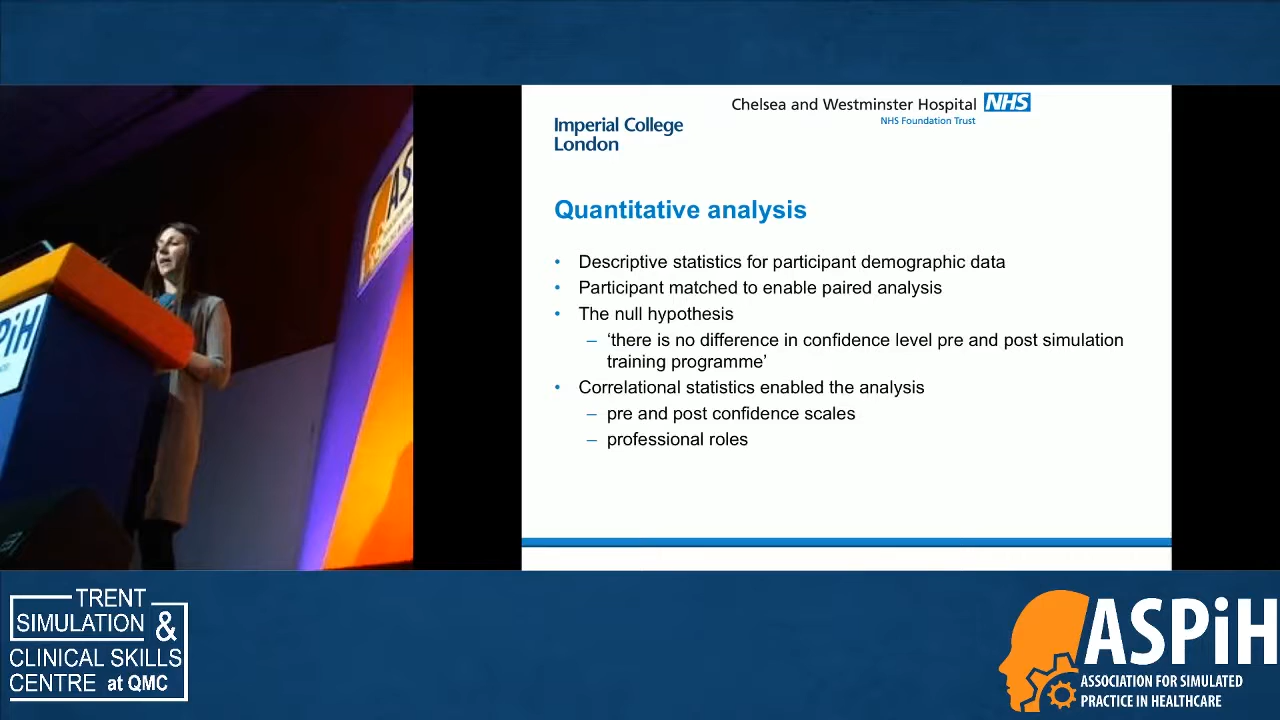 Chelsea and Westminster Hospital NHS
NHS Foundation Trust
Imperial College
London
Quantitative analysis
• Descriptive statistics for participant demographic data
• Participant matched to enable paired analysis
• The null hypothesis
– ‘there is no difference in confidence level pre and post simulation
training programme’
• Correlational statistics enabled the analysis
– pre and post confidence scales
– professional roles
PiH
AS
TRENT
SIMULATION &
CLINICAL SKILLS
CENTRE at QMC
ASPiH
ASSOCIATION FOR SIMULATED
PRACTICE IN HEALTHCARE